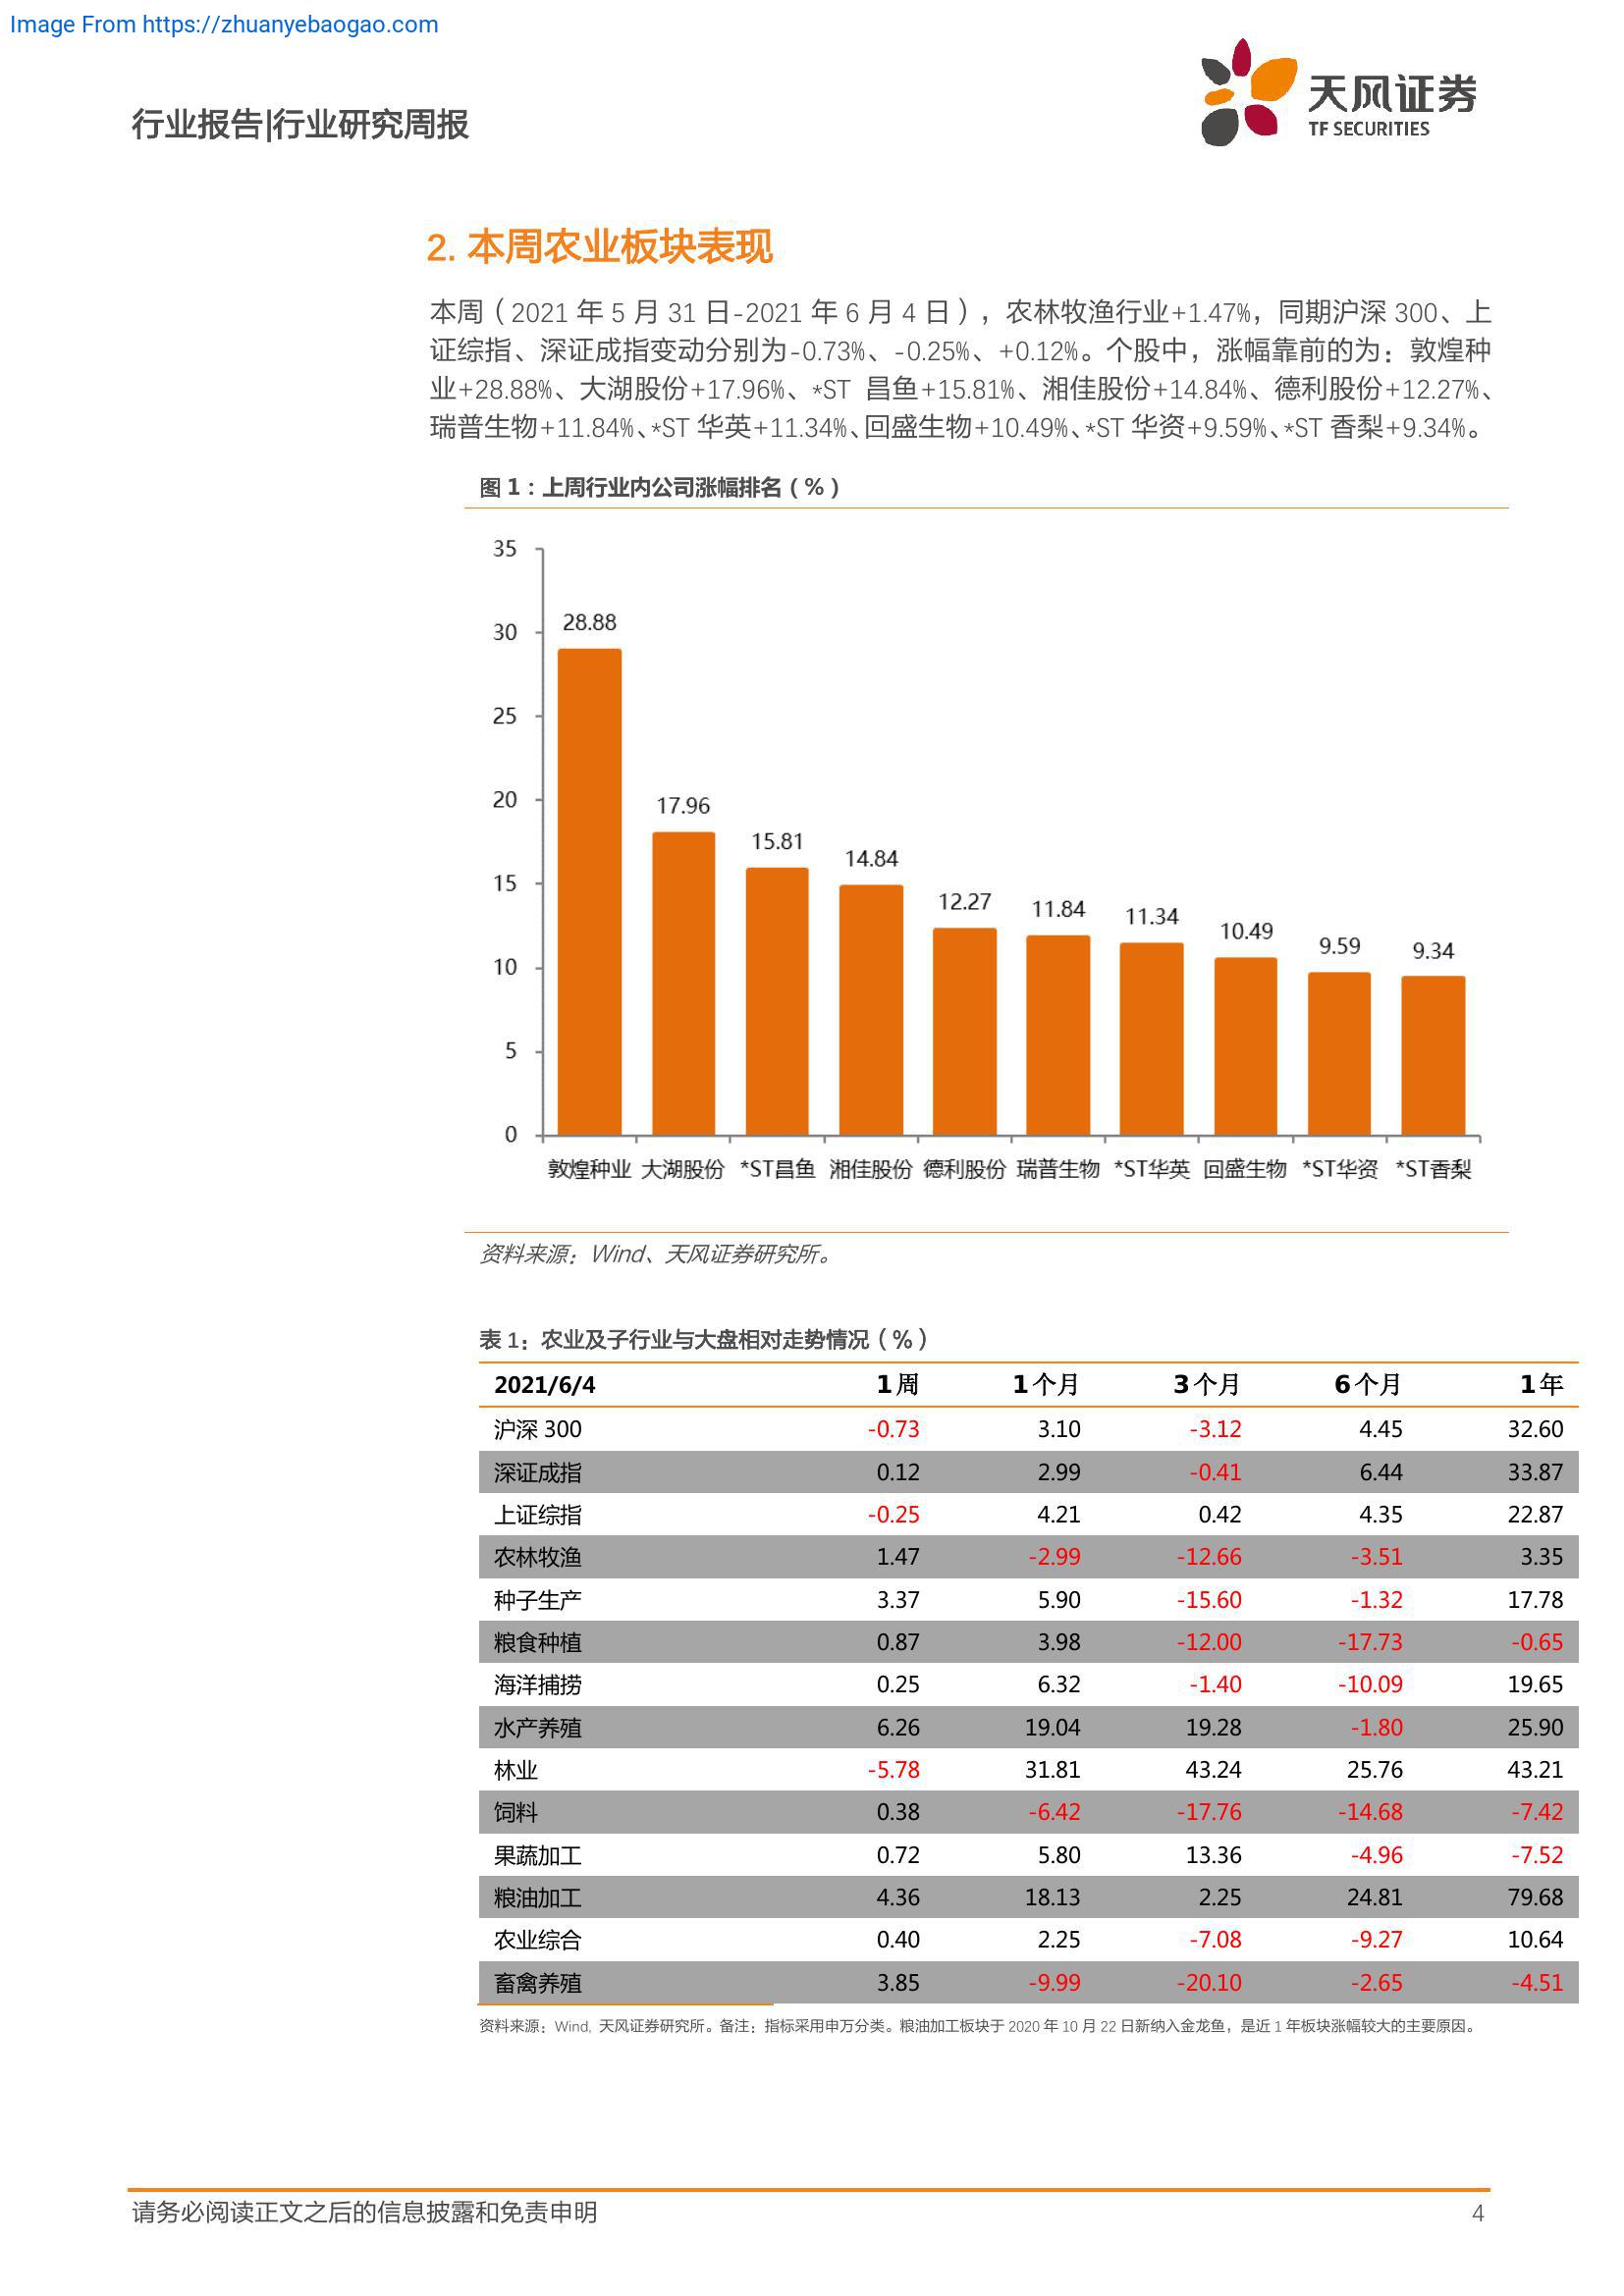 Image From https://zhuanyebaogao.com
行业报告|行业研究周报
天风证券
TF SECURITIES
2. 本周农业板块表现
本周（2021 年 5 月 31 日-2021 年 6 月 4 日），农林牧渔行业+1.47%，同期沪深 300、上
证综指、深证成指变动分别为-0.73%、-0.25%、+0.12%。个股中，涨幅靠前的为：敦煌种
业+28.88%、大湖股份+17.96%、*ST 昌鱼+15.81%、湘佳股份+14.84%、德利股份+12.27%、
瑞普生物+11.84%、*ST 华英+11.34%、回盛生物+10.49%、*ST 华资+9.59%、*ST 香梨+9.34%。
图 1：上周行业内公司涨幅排名（%）
35
30
25
20
15
10
5
0
28.88
17.96
15.81
14.84
12.27
11.84
11.34
10.49
9.59
9.34
敦煌种业 大湖股份 *ST昌鱼 湘佳股份 德利股份 瑞普生物 *ST华英 回盛生物 *ST华资 *ST香梨
资料来源：Wind、天风证券研究所。
表 1：农业及子行业与大盘相对走势情况（%）
2021/6/4 1周 1个月 3个月 6个月 1年
沪深 300 -0.73 3.10 -3.12 4.45 32.60
深证成指 0.12 2.99 -0.41 6.44 33.87
上证综指 -0.25 4.21 0.42 4.35 22.87
农林牧渔 1.47 -2.99 -12.66 -3.51 3.35
种子生产 3.37 5.90 -15.60 -1.32 17.78
粮食种植 0.87 3.98 -12.00 -17.73 -0.65
海洋捕捞 0.25 6.32 -1.40 -10.09 19.65
水产养殖 6.26 19.04 19.28 -1.80 25.90
林业 -5.78 31.81 43.24 25.76 43.21
饲料 0.38 -6.42 -17.76 -14.68 -7.42
果蔬加工 0.72 5.80 13.36 -4.96 -7.52
粮油加工 4.36 18.13 2.25 24.81 79.68
农业综合 0.40 2.25 -7.08 -9.27 10.64
畜禽养殖 3.85 -9.99 -20.10 -2.65 -4.51
资料来源：Wind, 天风证券研究所。备注：指标采用申万分类。粮油加工板块于 2020 年 10 月 22 日新纳入金龙鱼，是近 1 年板块涨幅较大的主要原因。
请务必阅读正文之后的信息披露和免责申明
4